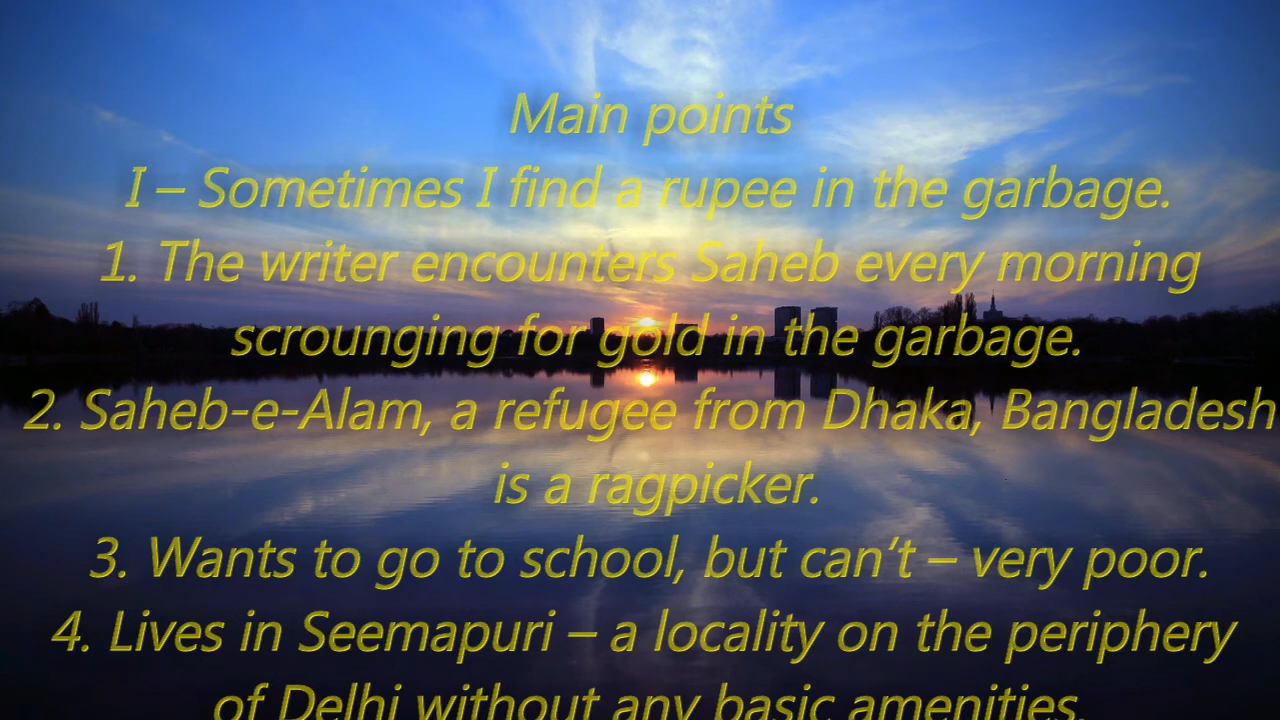 Main points
I – Sometimes I find a rupee in the garbage.
1. The writer encounters Saheb every morning
scrounging for gold in the garbage.
2. Saheb-e-Alam, a refugee from Dhaka, Bangladesh
is a ragpicker.
3. Wants to go to school, but can’t – very poor.
4. Lives in Seemapuri – a locality on the periphery
of Delhi without any basic amenities.